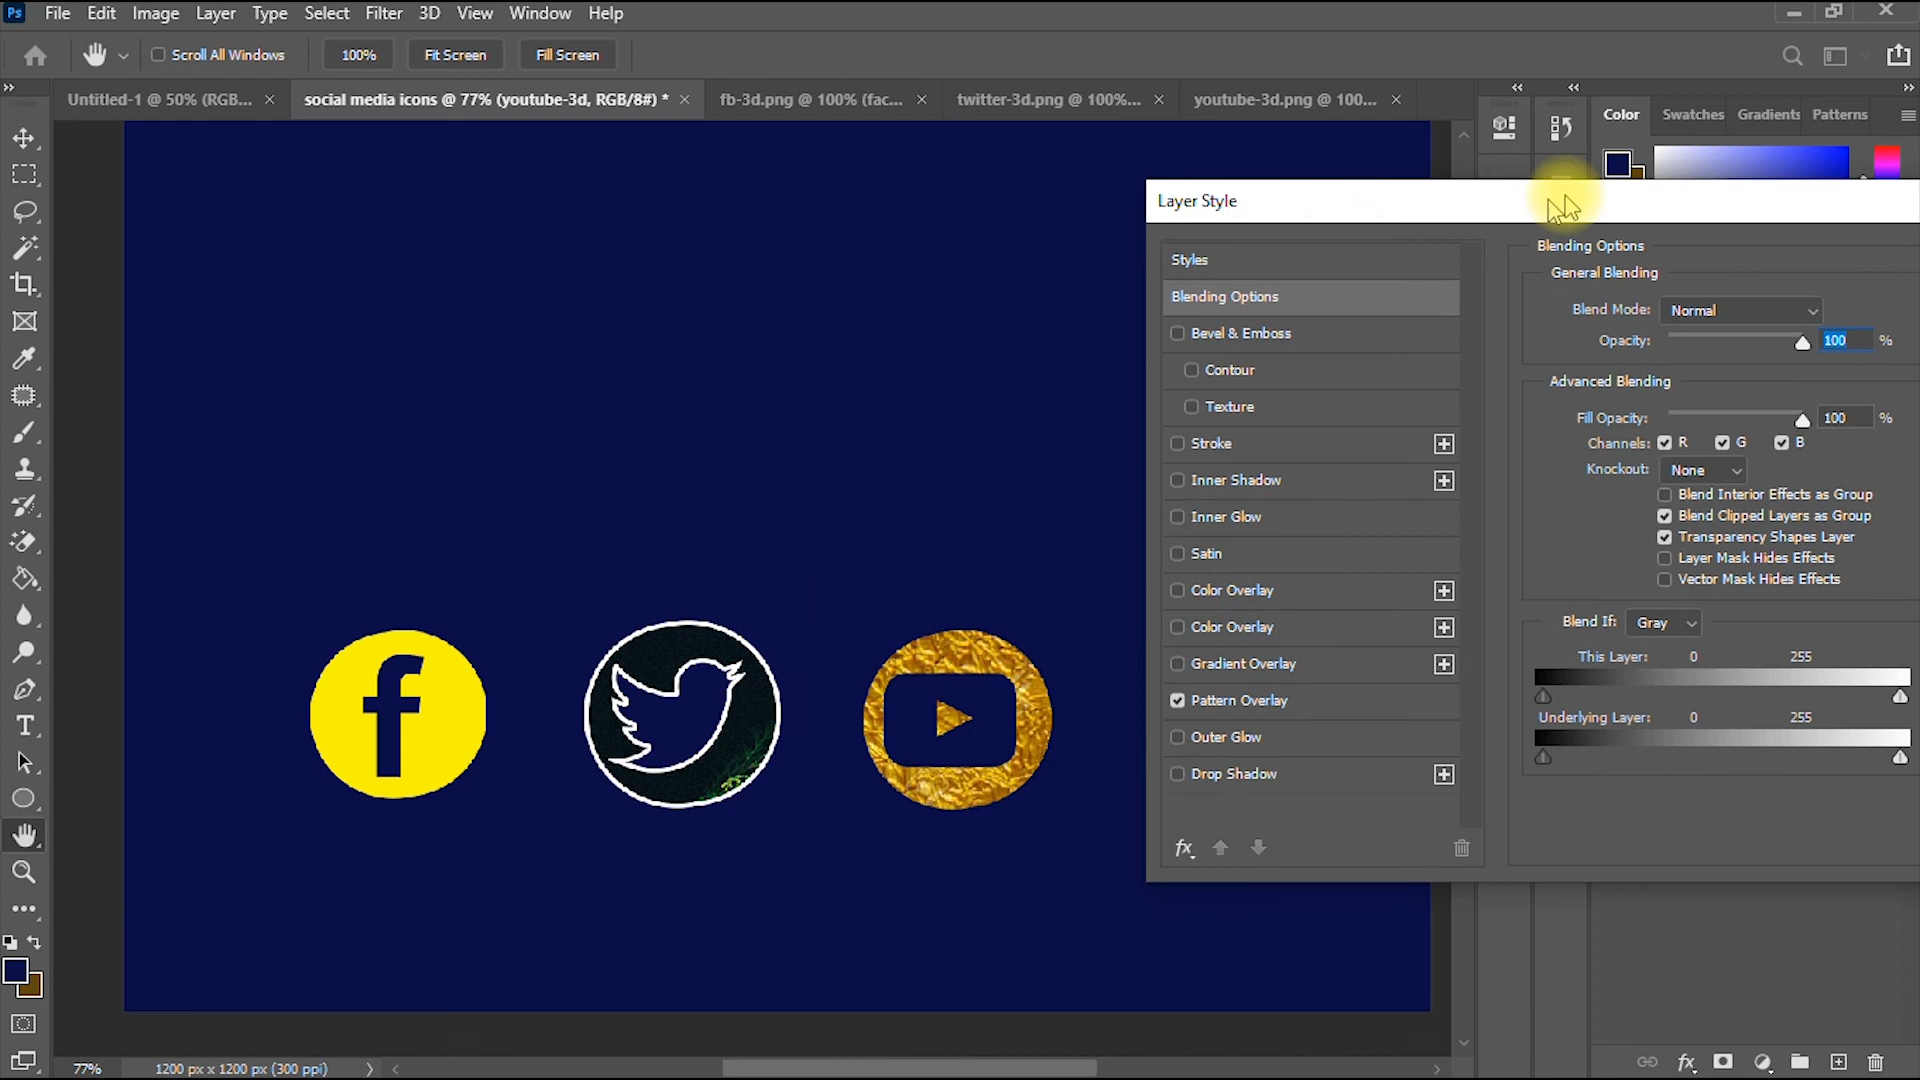 Ps File Edit Image Layer Type Select Filter 3D View Window Help
Scroll All Windows 100% Fit Screen Fill Screen
Untitled-1 @ 50% (RGB... social media icons @ 77% (youtube-3d, RGB/8#) * fb-3d.png @ 100% (fac... twitter-3d.png @ 100%... youtube-3d.png @ 100...
Color Swatches Gradients Patterns
Layer Style
Styles
Blending Options
Bevel & Emboss
Contour
Texture
Stroke
Inner Shadow
Inner Glow
Satin
Color Overlay
Color Overlay
Gradient Overlay
Pattern Overlay
Outer Glow
Drop Shadow
fx
Blending Options
General Blending
Blend Mode: Normal
Opacity: 100 %
Advanced Blending
Fill Opacity: 100 %
Channels: R G B
Knockout: None
Blend Interior Effects as Group
Blend Clipped Layers as Group
Transparency Shapes Layer
Layer Mask Hides Effects
Vector Mask Hides Effects
Blend If: Gray
This Layer: 0 255
Underlying Layer: 0 255
f
77% 1200 px x 1200 px (300 ppi)
fx